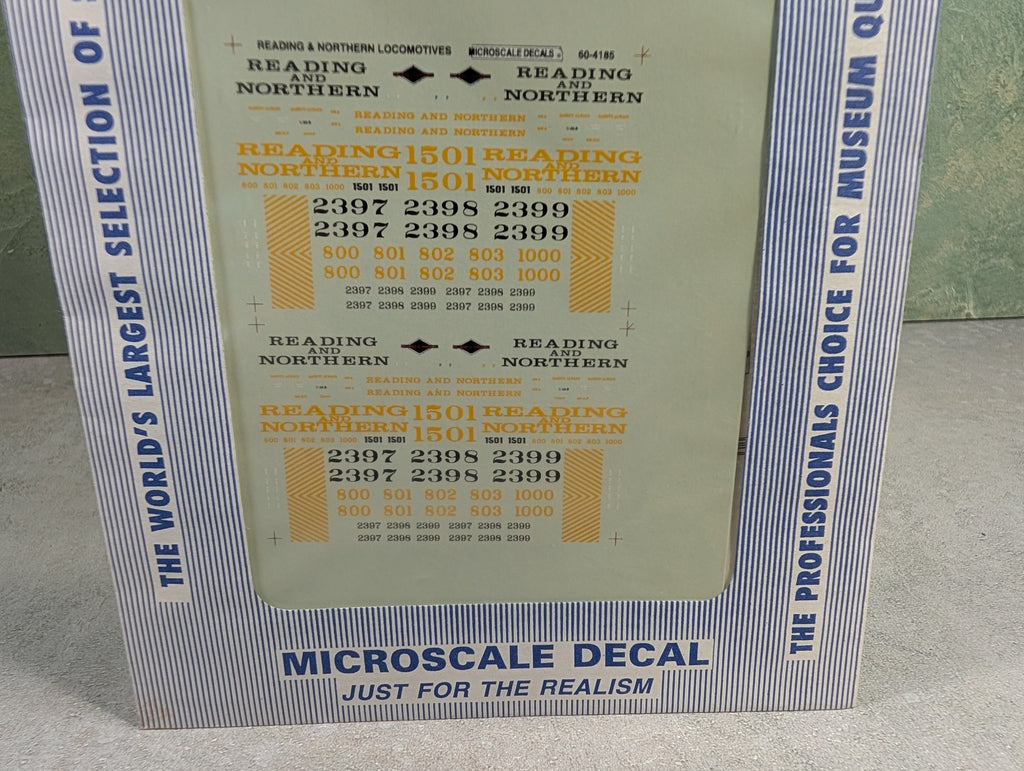 READING & NORTHERN LOCOMOTIVES MICROSCALE DECALS 60-4185
READING AND NORTHERN READING AND NORTHERN
READING AND NORTHERN
READING AND NORTHERN
READING AND NORTHERN 1501 READING AND NORTHERN
1501
800 801 802 803 1000 1501 1501 1501 1501 800 801 802 803 1000
2397 2398 2399
2397 2398 2399
800 801 802 803 1000
800 801 802 803 1000
2397 2398 2399 2397 2398 2399
2397 2398 2399 2397 2398 2399
READING AND NORTHERN READING AND NORTHERN
READING AND NORTHERN
READING AND NORTHERN
READING AND NORTHERN 1501 READING AND NORTHERN
1501
800 801 802 803 1000 1501 1501 1501 1501 800 801 802 803 1000
2397 2398 2399
2397 2398 2399
800 801 802 803 1000
800 801 802 803 1000
2397 2398 2399 2397 2398 2399
2397 2398 2399 2397 2398 2399
THE WORLD'S LARGEST SELECTION OF
THE PROFESSIONALS CHOICE FOR MUSEUM
MICROSCALE DECAL
JUST FOR THE REALISM